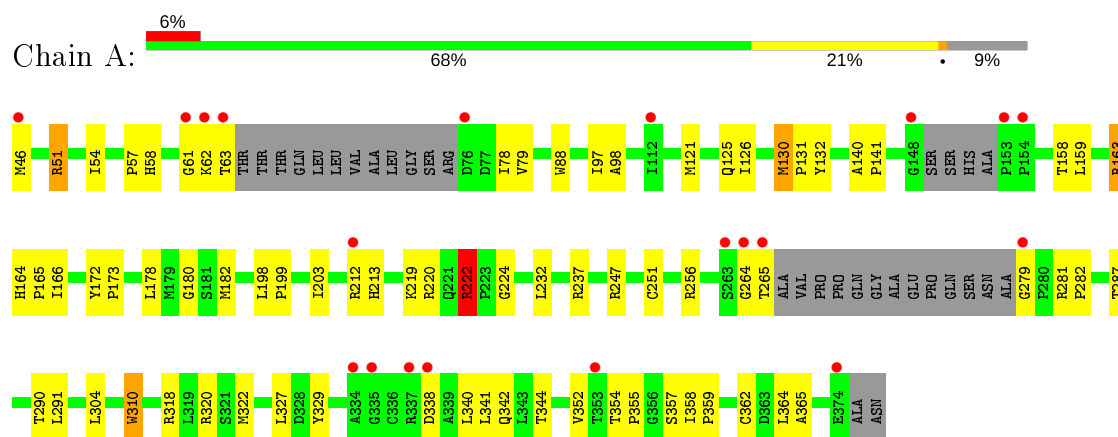 6%
Chain A:
68% 21% • 9%
M46 R51 I54 P57 H58 G61 K62 T63 THR THR THR GLN LEU LEU VAL ALA LEU GLY SER ARG D76 D77 I78 V79 W88 I97 A98 I112 M121 Q125 I126 M130 P131 Y132 A140 P141 G148 SER SER HIS ALA P153 P154 T158 L159 R163
H164 P165 I166 Y172 P173 L178 M179 G180 S181 M182 L198 P199 I203 R212 H213 K219 R220 Q221 R222 P223 G224 L232 R237 R247 C251 R256 S263 G264 T265 ALA VAL PRO PRO GLN GLY ALA GLU PRO GLN SER ASN ALA G279 P280 R281 P282 T287
T290 L291 L304 W310 R318 L319 R320 S321 M322 L327 D328 Y329 A334 G335 C336 R337 D338 A339 L340 L341 Q342 L343 T344 V352 T353 T354 P355 G356 S357 I358 P359 C362 D363 L364 A365 E374 ALA ASN